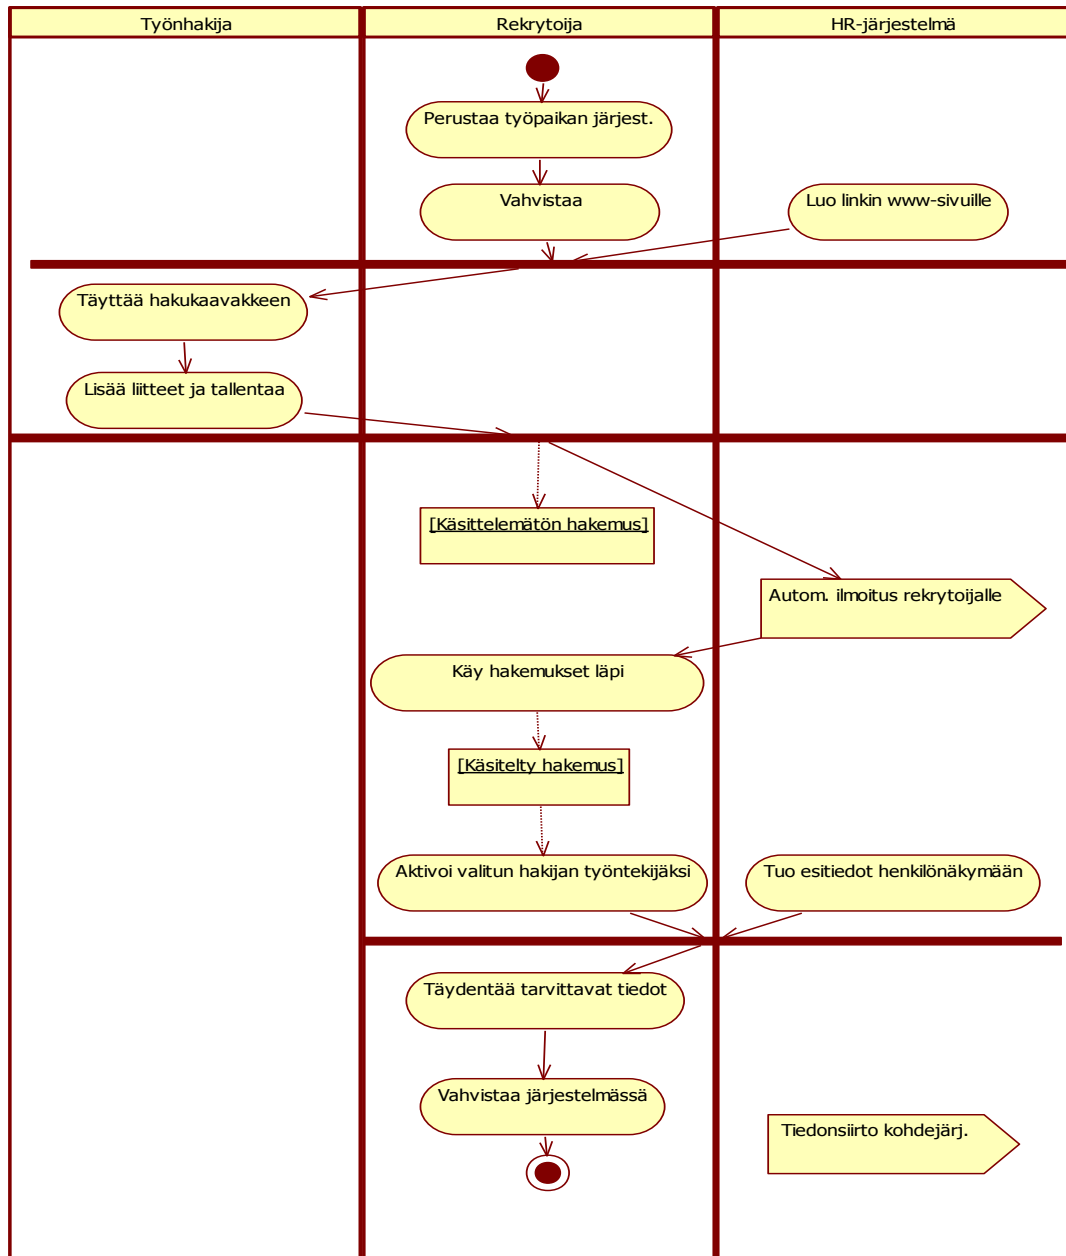 Työnhakija
Rekrytoija
HR-järjestelmä
Perustaa työpaikan järjest.
Vahvistaa
Luo linkin www-sivuille
Täyttää hakukaavakkeen
Lisää liitteet ja tallentaa
[Käsittelemätön hakemus]
Autom. ilmoitus rekrytoijalle
Käy hakemukset läpi
[Käsitelty hakemus]
Aktivoi valitun hakijan työntekijäksi
Tuo esitiedot henkilönäkymään
Täydentää tarvittavat tiedot
Vahvistaa järjestelmässä
Tiedonsiirto kohdejärj.